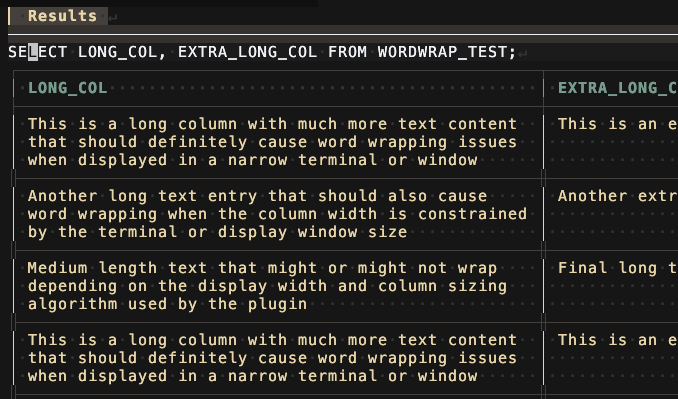 Results
SELECT LONG_COL, EXTRA_LONG_COL FROM WORDWRAP_TEST;
LONG_COL EXTRA_LONG_C
This is a long column with much more text content This is an e
that should definitely cause word wrapping issues
when displayed in a narrow terminal or window
Another long text entry that should also cause Another extr
word wrapping when the column width is constrained
by the terminal or display window size
Medium length text that might or might not wrap Final long t
depending on the display width and column sizing
algorithm used by the plugin
This is a long column with much more text content This is an e
that should definitely cause word wrapping issues
when displayed in a narrow terminal or window